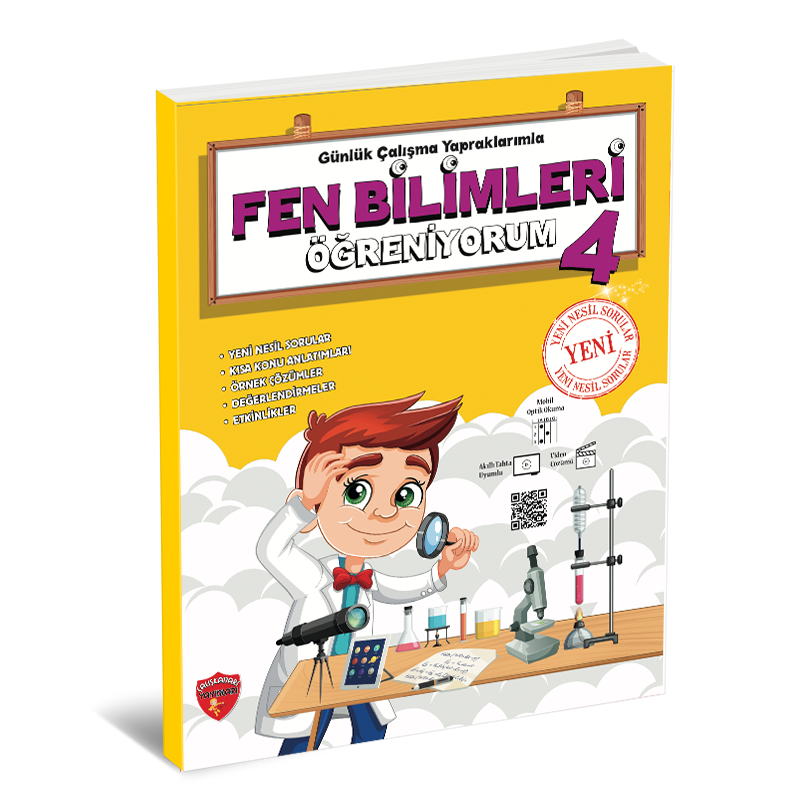 Günlük Çalışma Yapraklarımla
FEN BİLİMLERİ
ÖĞRENİYORUM 4
• YENİ NESİL SORULAR
• KISA KONU ANLATIMLARI
• ÖRNEK ÇÖZÜMLER
• DEĞERLENDİRMELER
• ETKİNLİKLER
YENİ NESİL SORULAR
YENİ
YENİ NESİL SORULAR
Mobil
Optik Okuma
Akıllı Tahta
Uyumlu
Video
Çözümü
ÇALIŞKANARI
YAYINLARI